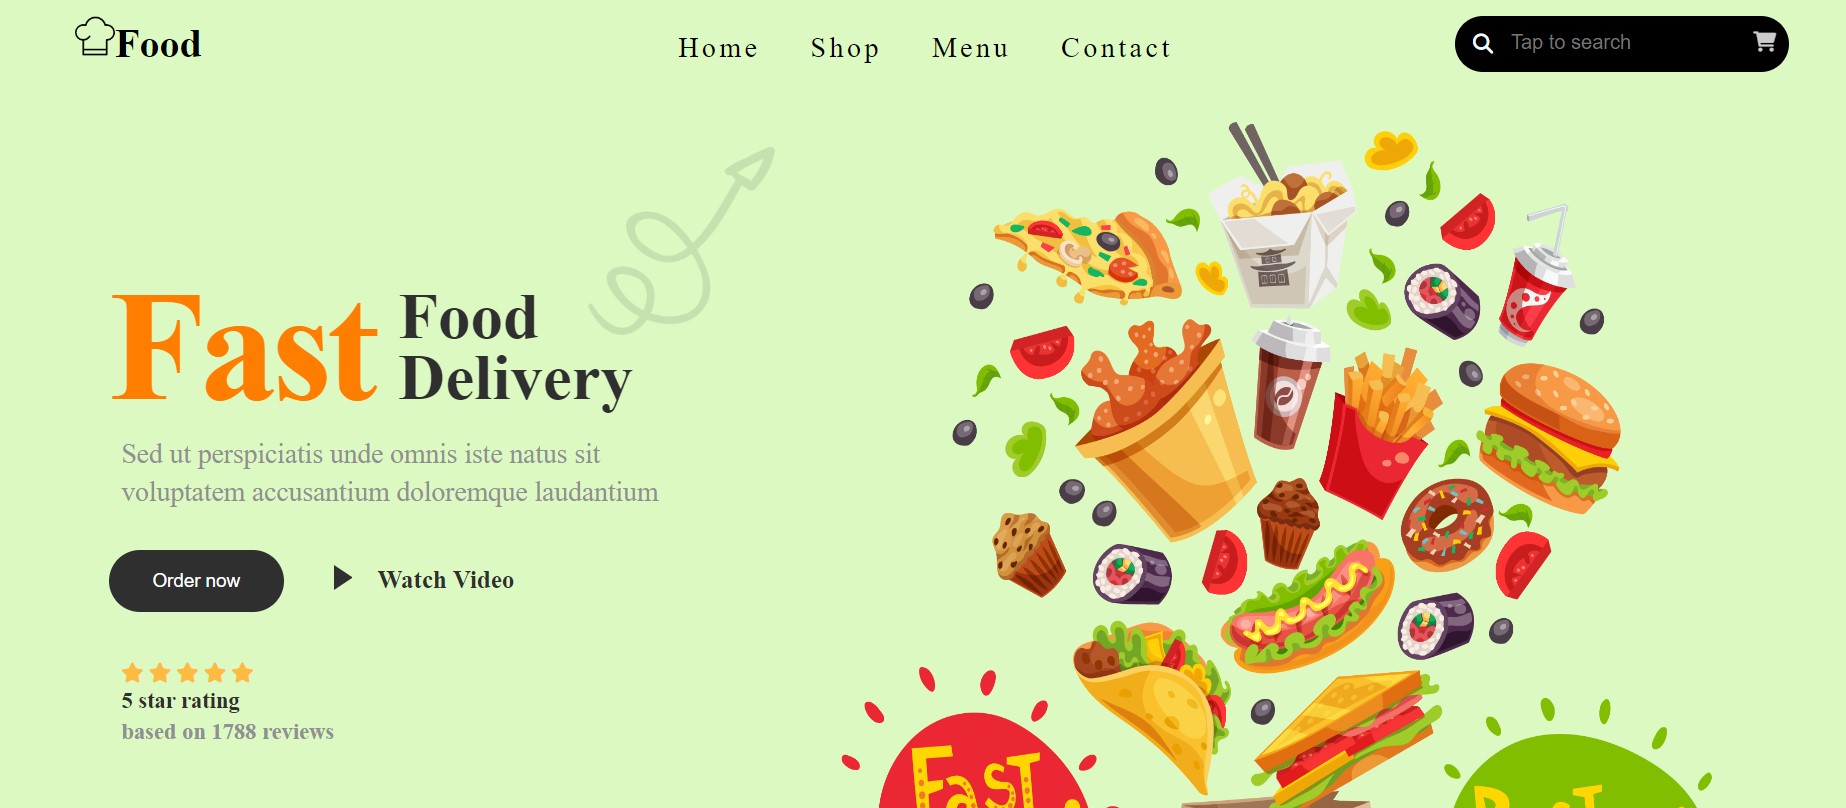 Food
Home Shop Menu Contact
Tap to search
Fast
Food
Delivery
Sed ut perspiciatis unde omnis iste natus sit
voluptatem accusantium doloremque laudantium
Order now
Watch Video
5 star rating
based on 1788 reviews
FasT